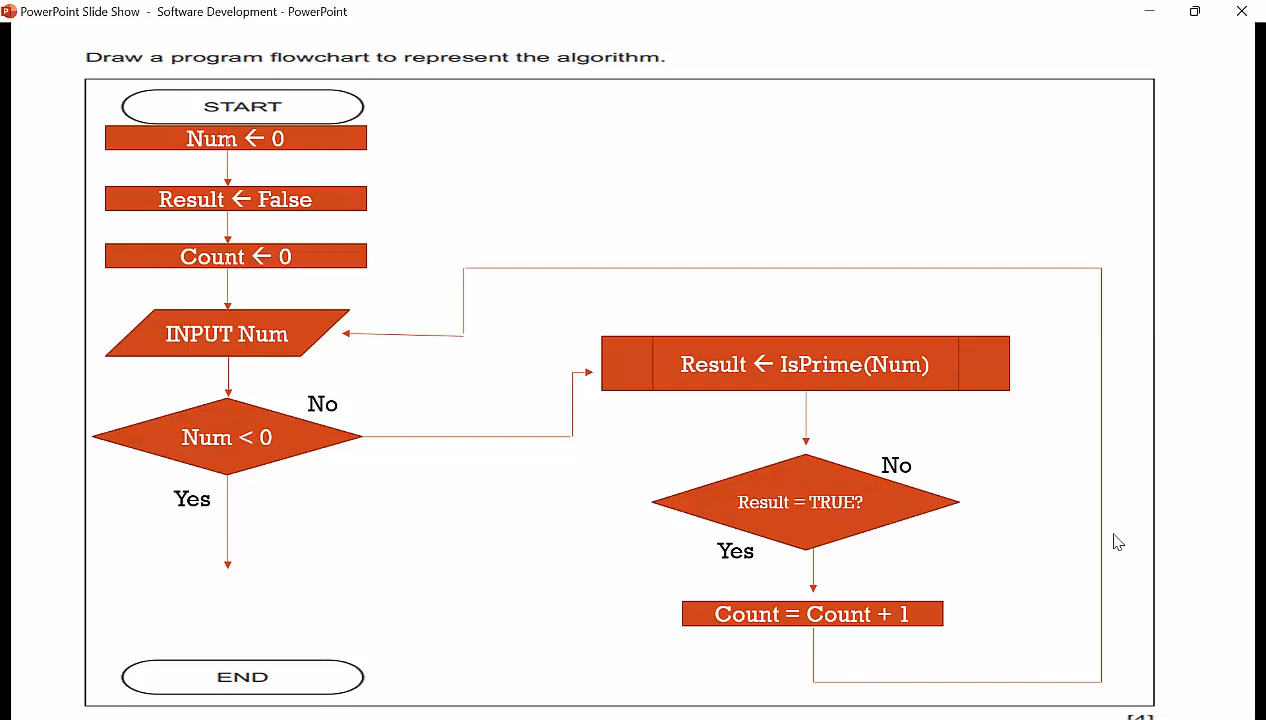 PowerPoint Slide Show - Software Development - PowerPoint
Draw a program flowchart to represent the algorithm.
START
Num ← 0
Result ← False
Count ← 0
INPUT Num
Result ← IsPrime(Num)
No
Num < 0
No
Yes
Result = TRUE?
Yes
Count = Count + 1
END